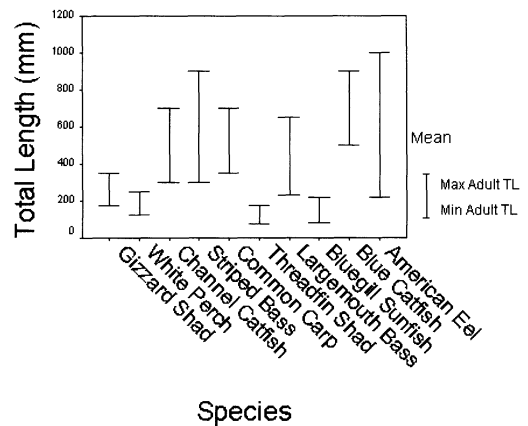 Total Length (mm)
1200
1000
800
600
400
200
0
Gizzard Shad
White Perch
Channel Catfish
Striped Bass
Common Carp
Threadfin Shad
Largemouth Bass
Bluegill Sunfish
Blue Catfish
American Eel
Species
Mean
Max Adult TL
Min Adult TL